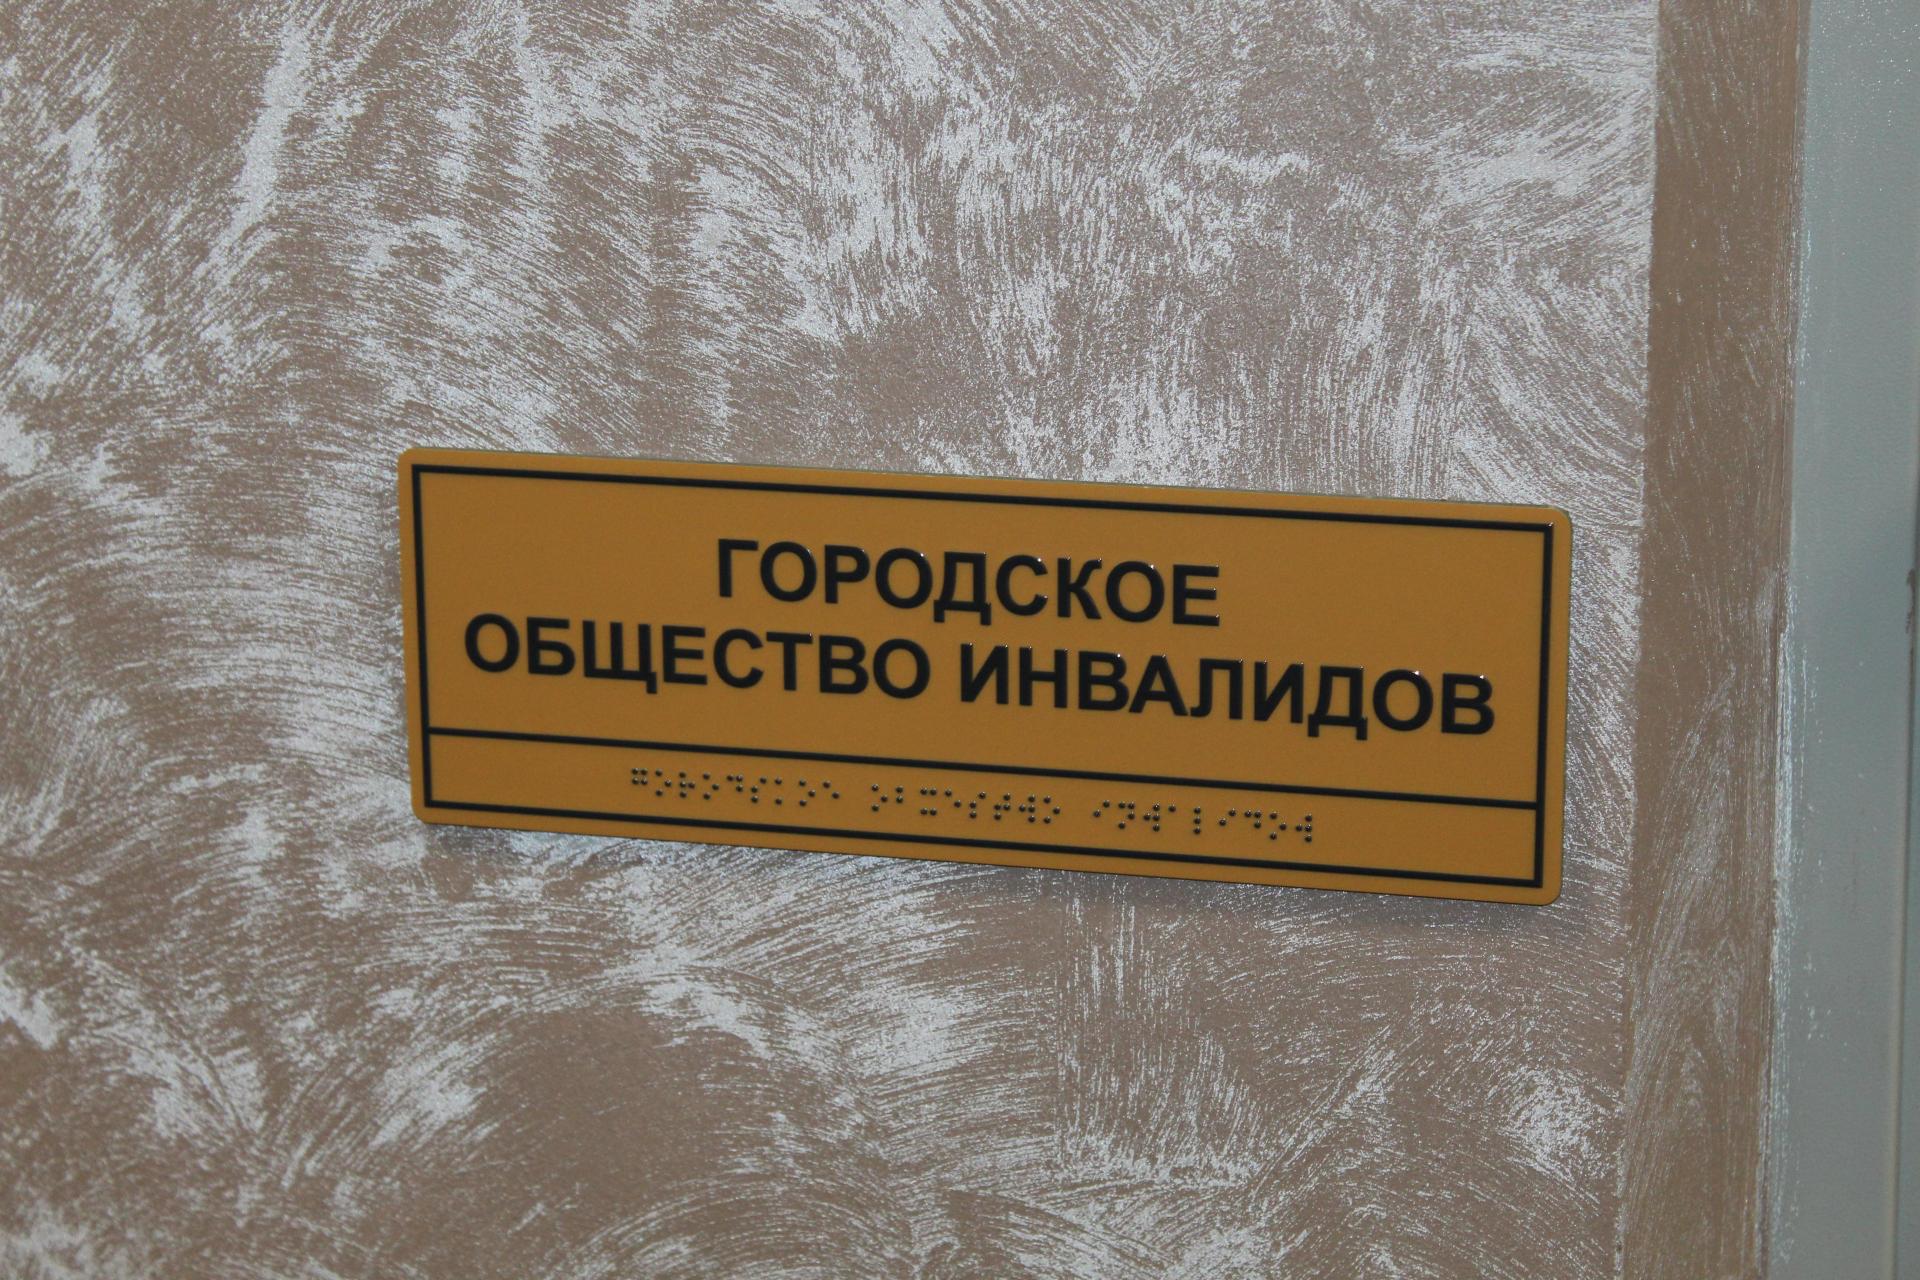 ГОРОДСКОЕ
ОБЩЕСТВО ИНВАЛИДОВ
⠛⠕⠗⠕⠙⠎⠅⠕⠑ ⠕⠃⠭⠑⠎⠞⠺⠕ ⠊⠝⠺⠁⠇⠊⠙⠕⠺